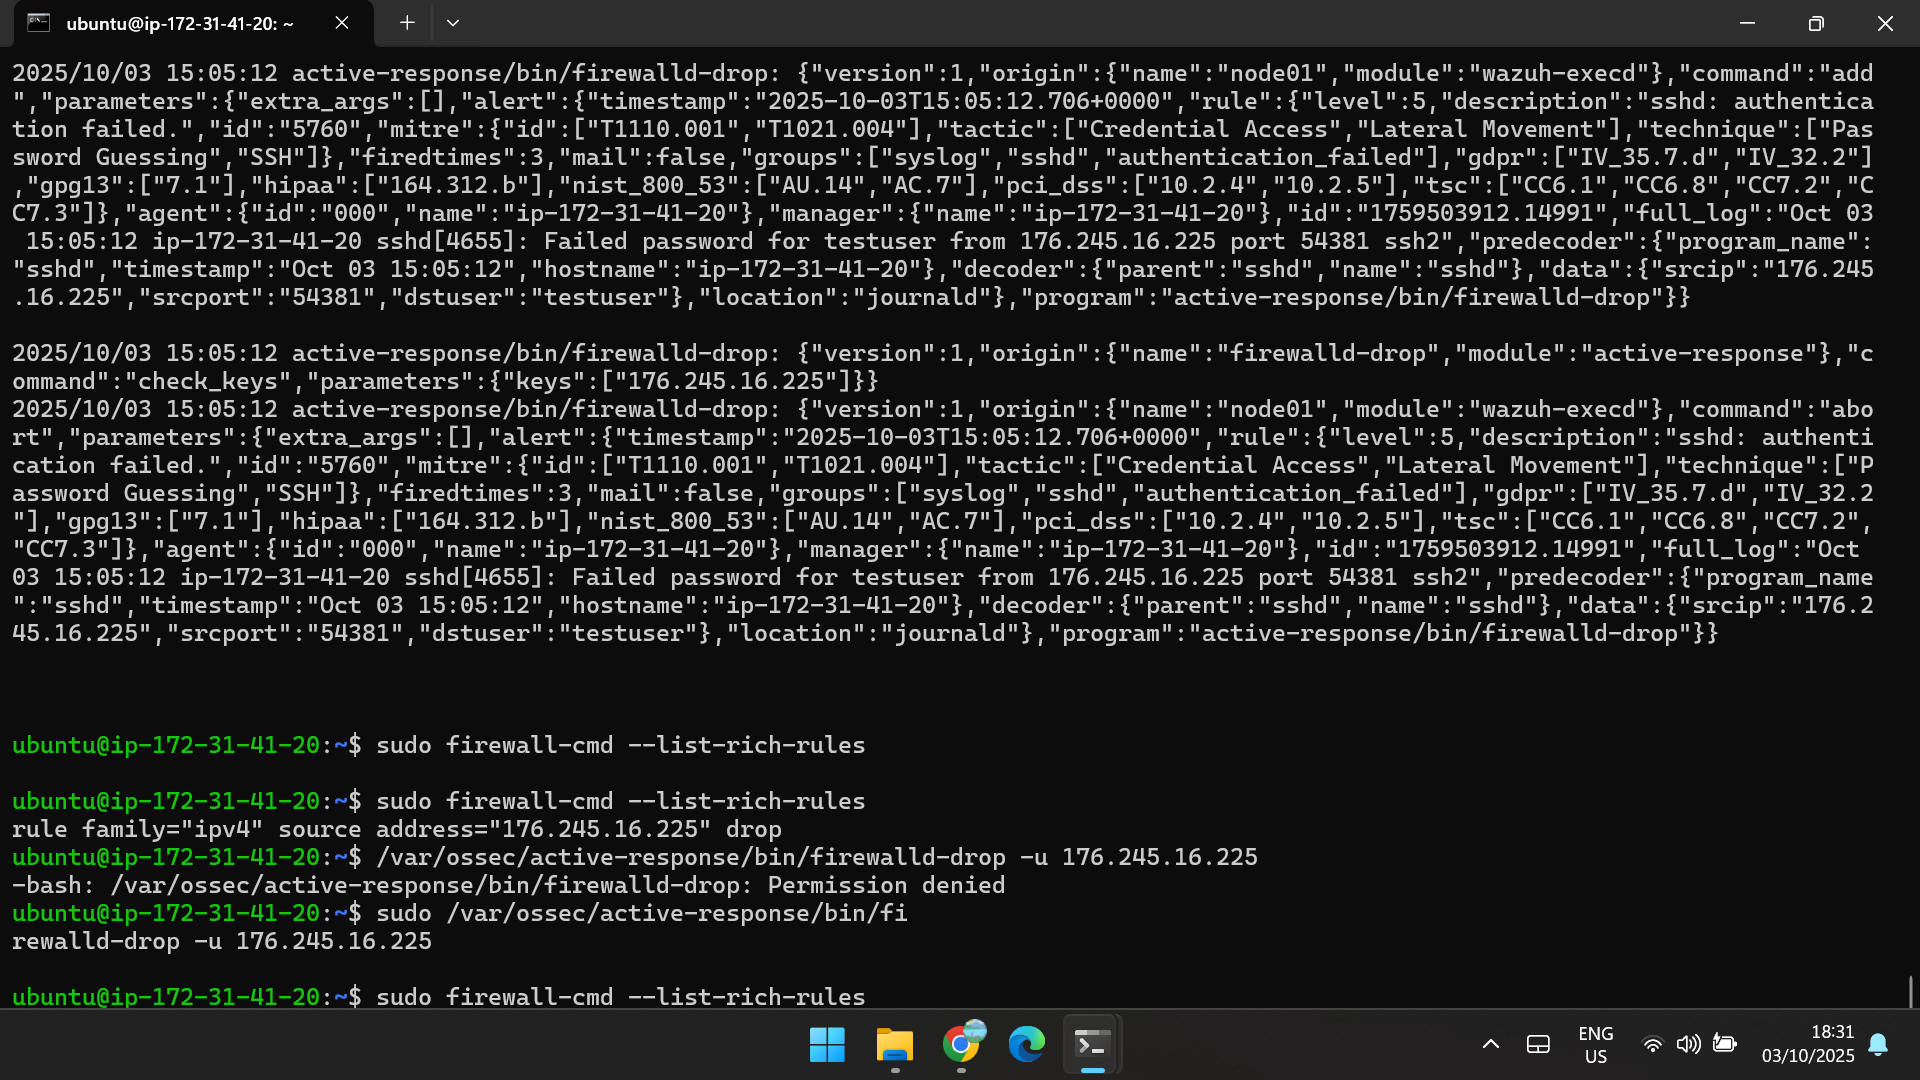 ubuntu@ip-172-31-41-20: ~
2025/10/03 15:05:12 active-response/bin/firewalld-drop: {"version":1,"origin":{"name":"node01","module":"wazuh-execd"},"command":"add
","parameters":{"extra_args":[],"alert":{"timestamp":"2025-10-03T15:05:12.706+0000","rule":{"level":5,"description":"sshd: authentica
tion failed.","id":"5760","mitre":{"id":["T1110.001","T1021.004"],"tactic":["Credential Access","Lateral Movement"],"technique":["Pas
sword Guessing","SSH"]},"firedtimes":3,"mail":false,"groups":["syslog","sshd","authentication_failed"],"gdpr":["IV_35.7.d","IV_32.2"]
,"gpg13":["7.1"],"hipaa":["164.312.b"],"nist_800_53":["AU.14","AC.7"],"pci_dss":["10.2.4","10.2.5"],"tsc":["CC6.1","CC6.8","CC7.2","C
C7.3"]},"agent":{"id":"000","name":"ip-172-31-41-20"},"manager":{"name":"ip-172-31-41-20"},"id":"1759503912.14991","full_log":"Oct 03
 15:05:12 ip-172-31-41-20 sshd[4655]: Failed password for testuser from 176.245.16.225 port 54381 ssh2","predecoder":{"program_name":
"sshd","timestamp":"Oct 03 15:05:12","hostname":"ip-172-31-41-20"},"decoder":{"parent":"sshd","name":"sshd"},"data":{"srcip":"176.245
.16.225","srcport":"54381","dstuser":"testuser"},"location":"journald"},"program":"active-response/bin/firewalld-drop"}}
2025/10/03 15:05:12 active-response/bin/firewalld-drop: {"version":1,"origin":{"name":"firewalld-drop","module":"active-response"},"c
ommand":"check_keys","parameters":{"keys":["176.245.16.225"]}}
2025/10/03 15:05:12 active-response/bin/firewalld-drop: {"version":1,"origin":{"name":"node01","module":"wazuh-execd"},"command":"abo
rt","parameters":{"extra_args":[],"alert":{"timestamp":"2025-10-03T15:05:12.706+0000","rule":{"level":5,"description":"sshd: authenti
cation failed.","id":"5760","mitre":{"id":["T1110.001","T1021.004"],"tactic":["Credential Access","Lateral Movement"],"technique":["P
assword Guessing","SSH"]},"firedtimes":3,"mail":false,"groups":["syslog","sshd","authentication_failed"],"gdpr":["IV_35.7.d","IV_32.2
"],"gpg13":["7.1"],"hipaa":["164.312.b"],"nist_800_53":["AU.14","AC.7"],"pci_dss":["10.2.4","10.2.5"],"tsc":["CC6.1","CC6.8","CC7.2",
"CC7.3"]},"agent":{"id":"000","name":"ip-172-31-41-20"},"manager":{"name":"ip-172-31-41-20"},"id":"1759503912.14991","full_log":"Oct 
03 15:05:12 ip-172-31-41-20 sshd[4655]: Failed password for testuser from 176.245.16.225 port 54381 ssh2","predecoder":{"program_name
":"sshd","timestamp":"Oct 03 15:05:12","hostname":"ip-172-31-41-20"},"decoder":{"parent":"sshd","name":"sshd"},"data":{"srcip":"176.2
45.16.225","srcport":"54381","dstuser":"testuser"},"location":"journald"},"program":"active-response/bin/firewalld-drop"}}
ubuntu@ip-172-31-41-20:~$ sudo firewall-cmd --list-rich-rules
ubuntu@ip-172-31-41-20:~$ sudo firewall-cmd --list-rich-rules
rule family="ipv4" source address="176.245.16.225" drop
ubuntu@ip-172-31-41-20:~$ /var/ossec/active-response/bin/firewalld-drop -u 176.245.16.225
-bash: /var/ossec/active-response/bin/firewalld-drop: Permission denied
ubuntu@ip-172-31-41-20:~$ sudo /var/ossec/active-response/bin/fi
rewalld-drop -u 176.245.16.225
ubuntu@ip-172-31-41-20:~$ sudo firewall-cmd --list-rich-rules
ENG
US
18:31
03/10/2025